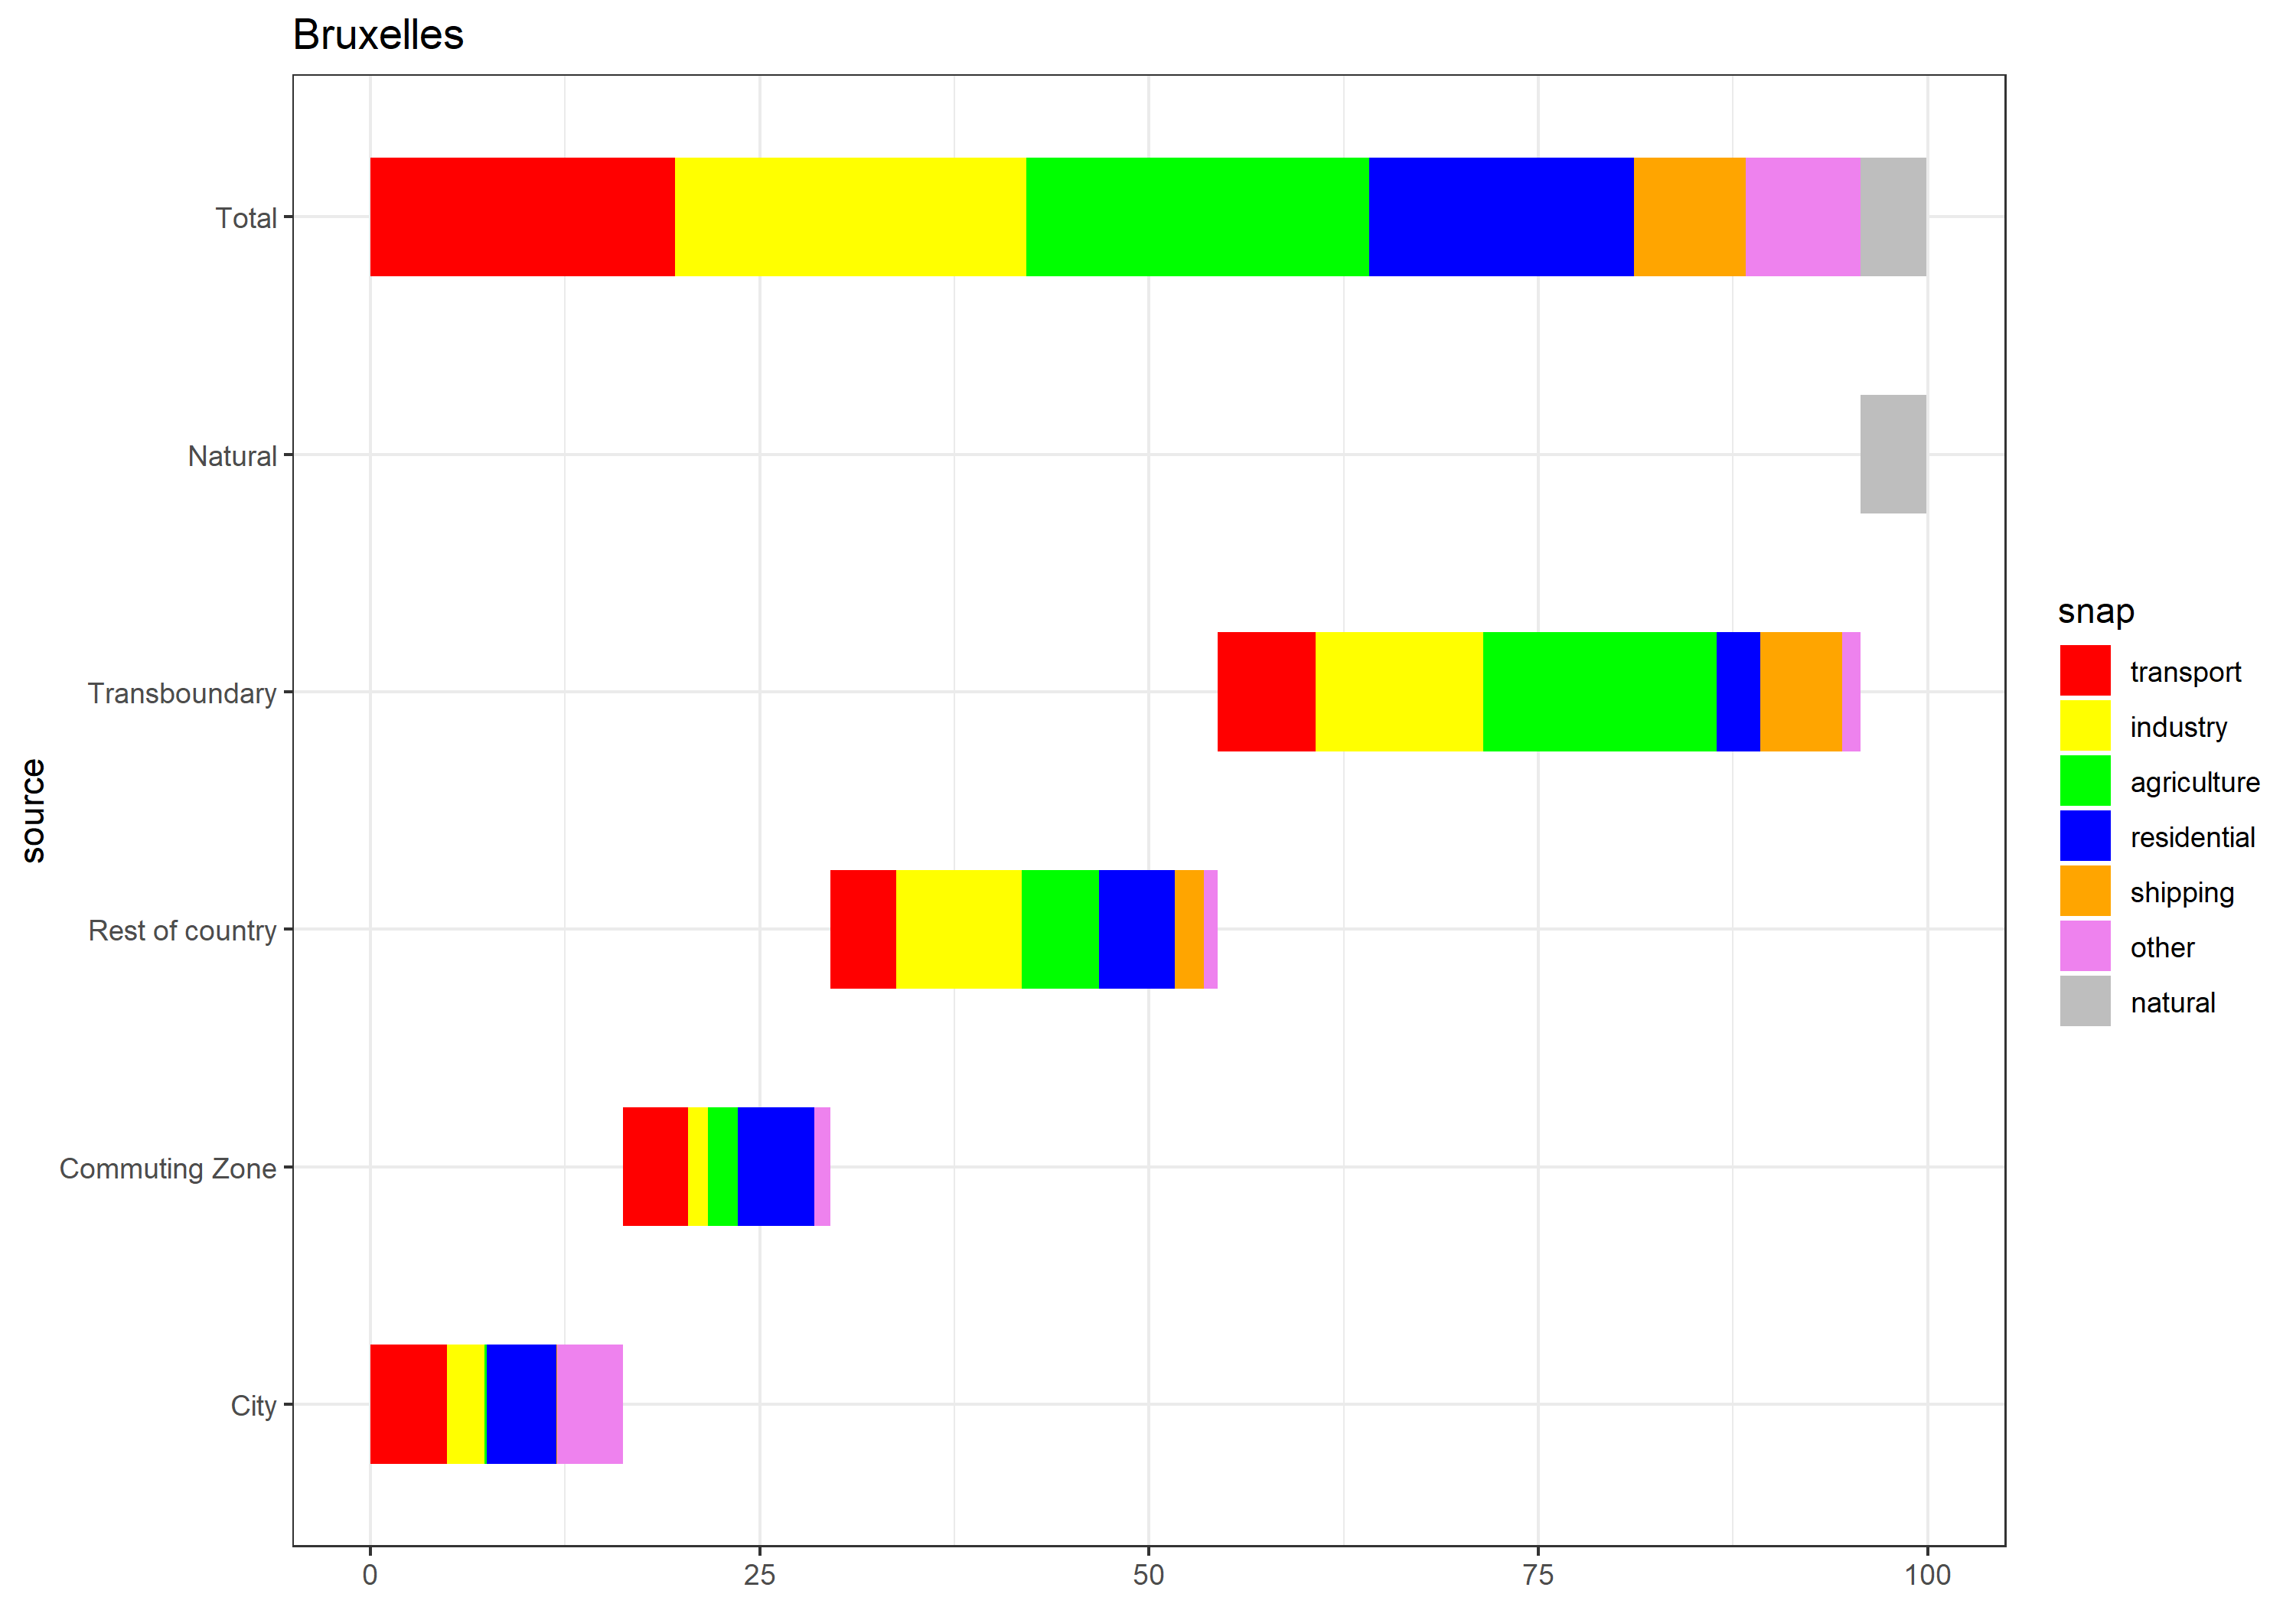 Bruxelles
Total
Natural
Transboundary
Rest of country
Commuting Zone
City
source
0 25 50 75 100
snap
transport
industry
agriculture
residential
shipping
other
natural